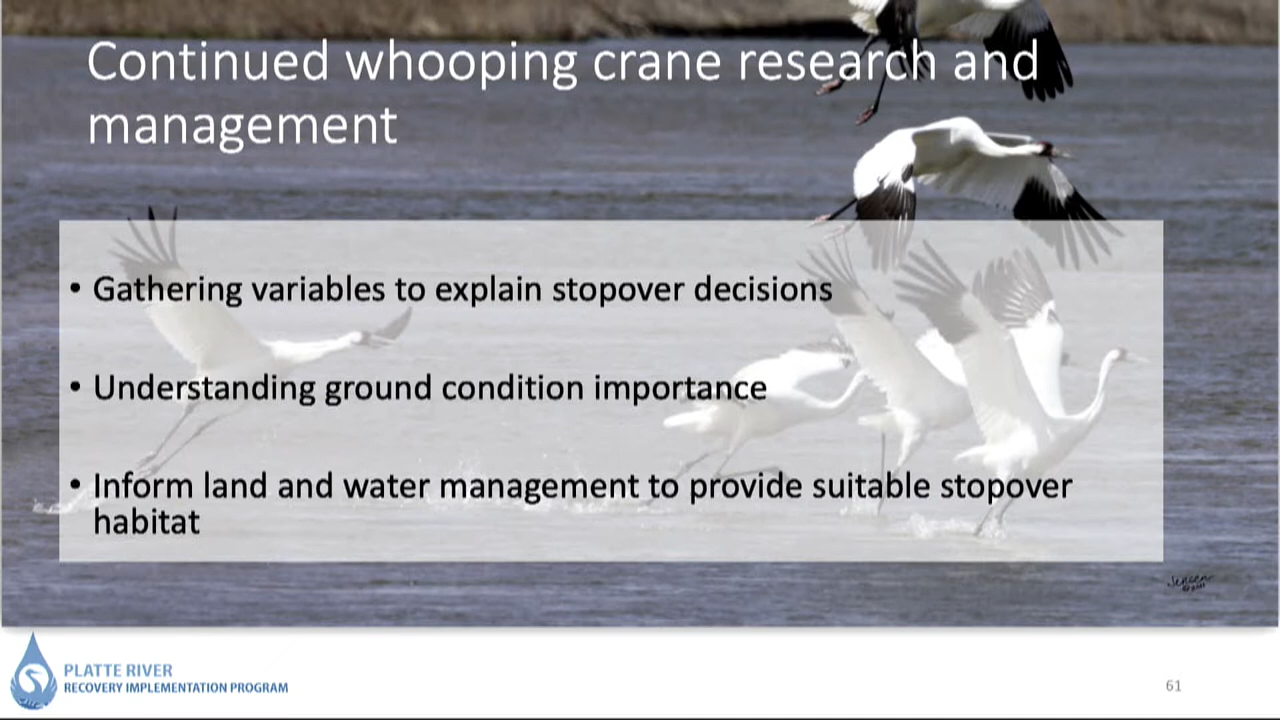 Continued whooping crane research and
management
• Gathering variables to explain stopover decisions
• Understanding ground condition importance
• Inform land and water management to provide suitable stopover
habitat
Jensen
PLATTE RIVER
RECOVERY IMPLEMENTATION PROGRAM
61